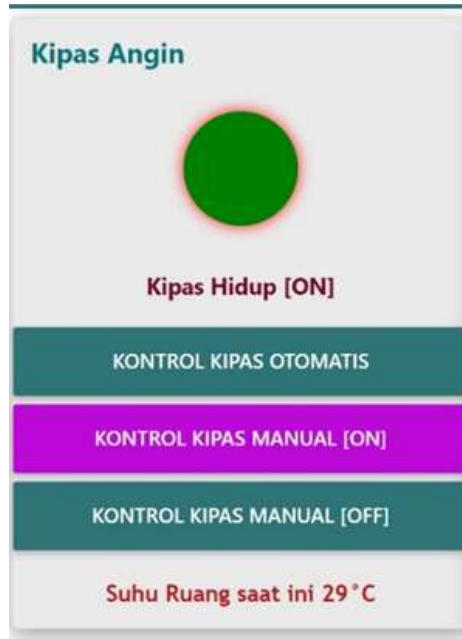 Kipas Angin
Kipas Hidup [ON]
KONTROL KIPAS OTOMATIS
KONTROL KIPAS MANUAL [ON]
KONTROL KIPAS MANUAL [OFF]
Suhu Ruang saat ini 29°C